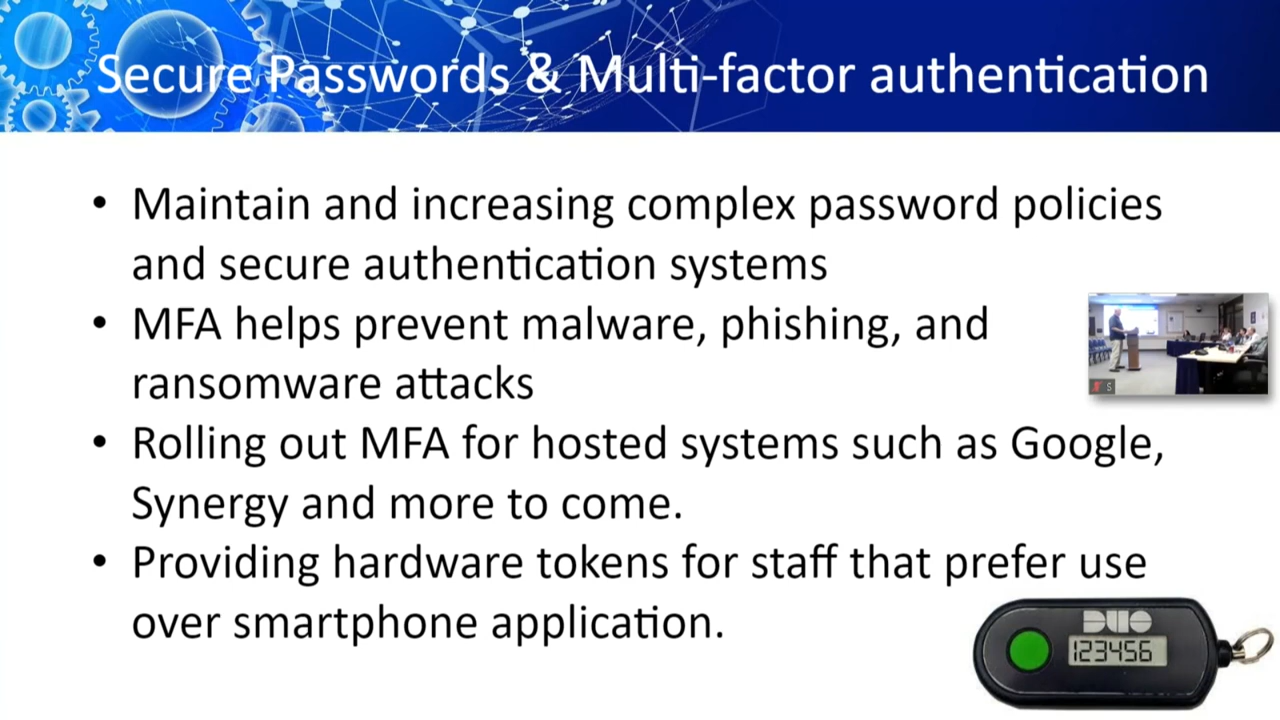 Secure Passwords & Multi-factor authentication
• Maintain and increasing complex password policies
and secure authentication systems
• MFA helps prevent malware, phishing, and
ransomware attacks
S
• Rolling out MFA for hosted systems such as Google,
Synergy and more to come.
• Providing hardware tokens for staff that prefer use
over smartphone application.
DUO
123456